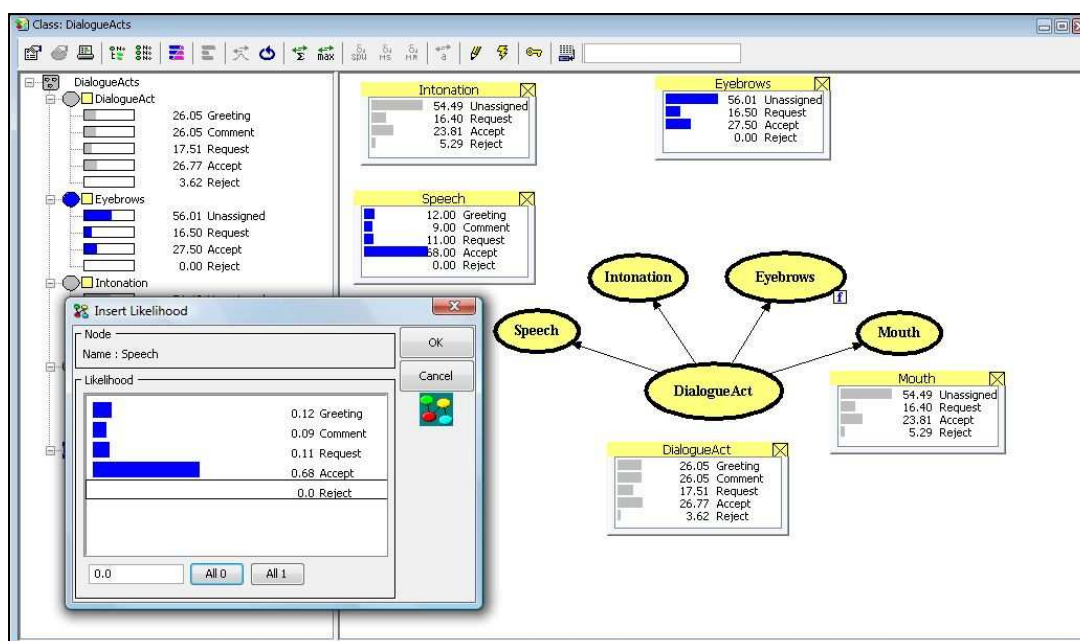 Class: DialogueActs
DialogueActs
DialogueAct
26.05 Greeting
26.05 Comment
17.51 Request
26.77 Accept
3.62 Reject
Eyebrows
56.01 Unassigned
16.50 Request
27.50 Accept
0.00 Reject
Intonation
Intonation
54.49 Unassigned
16.40 Request
23.81 Accept
5.29 Reject
Eyebrows
56.01 Unassigned
16.50 Request
27.50 Accept
0.00 Reject
Speech
12.00 Greeting
9.00 Comment
11.00 Request
68.00 Accept
0.00 Reject
Intonation
Eyebrows
f
Speech
Mouth
DialogueAct
Mouth
54.49 Unassigned
16.40 Request
23.81 Accept
5.29 Reject
DialogueAct
26.05 Greeting
26.05 Comment
17.51 Request
26.77 Accept
3.62 Reject
Insert Likelihood
Node
Name : Speech
OK
Cancel
Likelihood
0.12 Greeting
0.09 Comment
0.11 Request
0.68 Accept
0.0 Reject
0.0
All 0
All 1